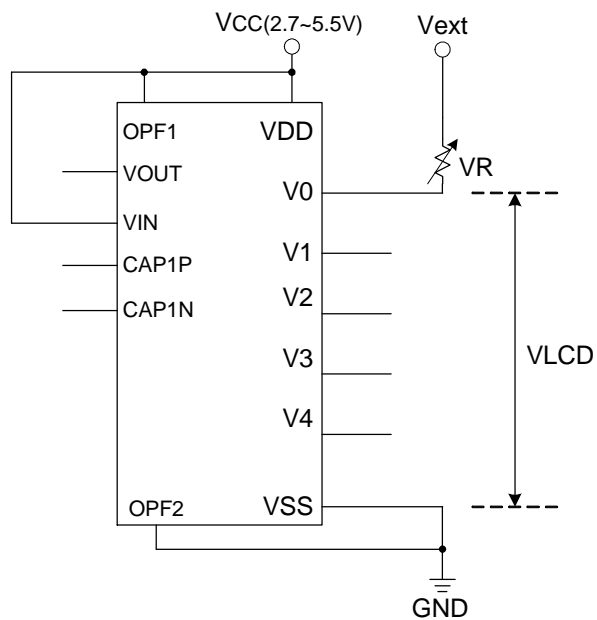 VCC(2.7~5.5V)
Vext
OPF1
VDD
VOUT
VR
V0
VIN
V1
CAP1P
V2
CAP1N
V3
VLCD
V4
OPF2
VSS
GND